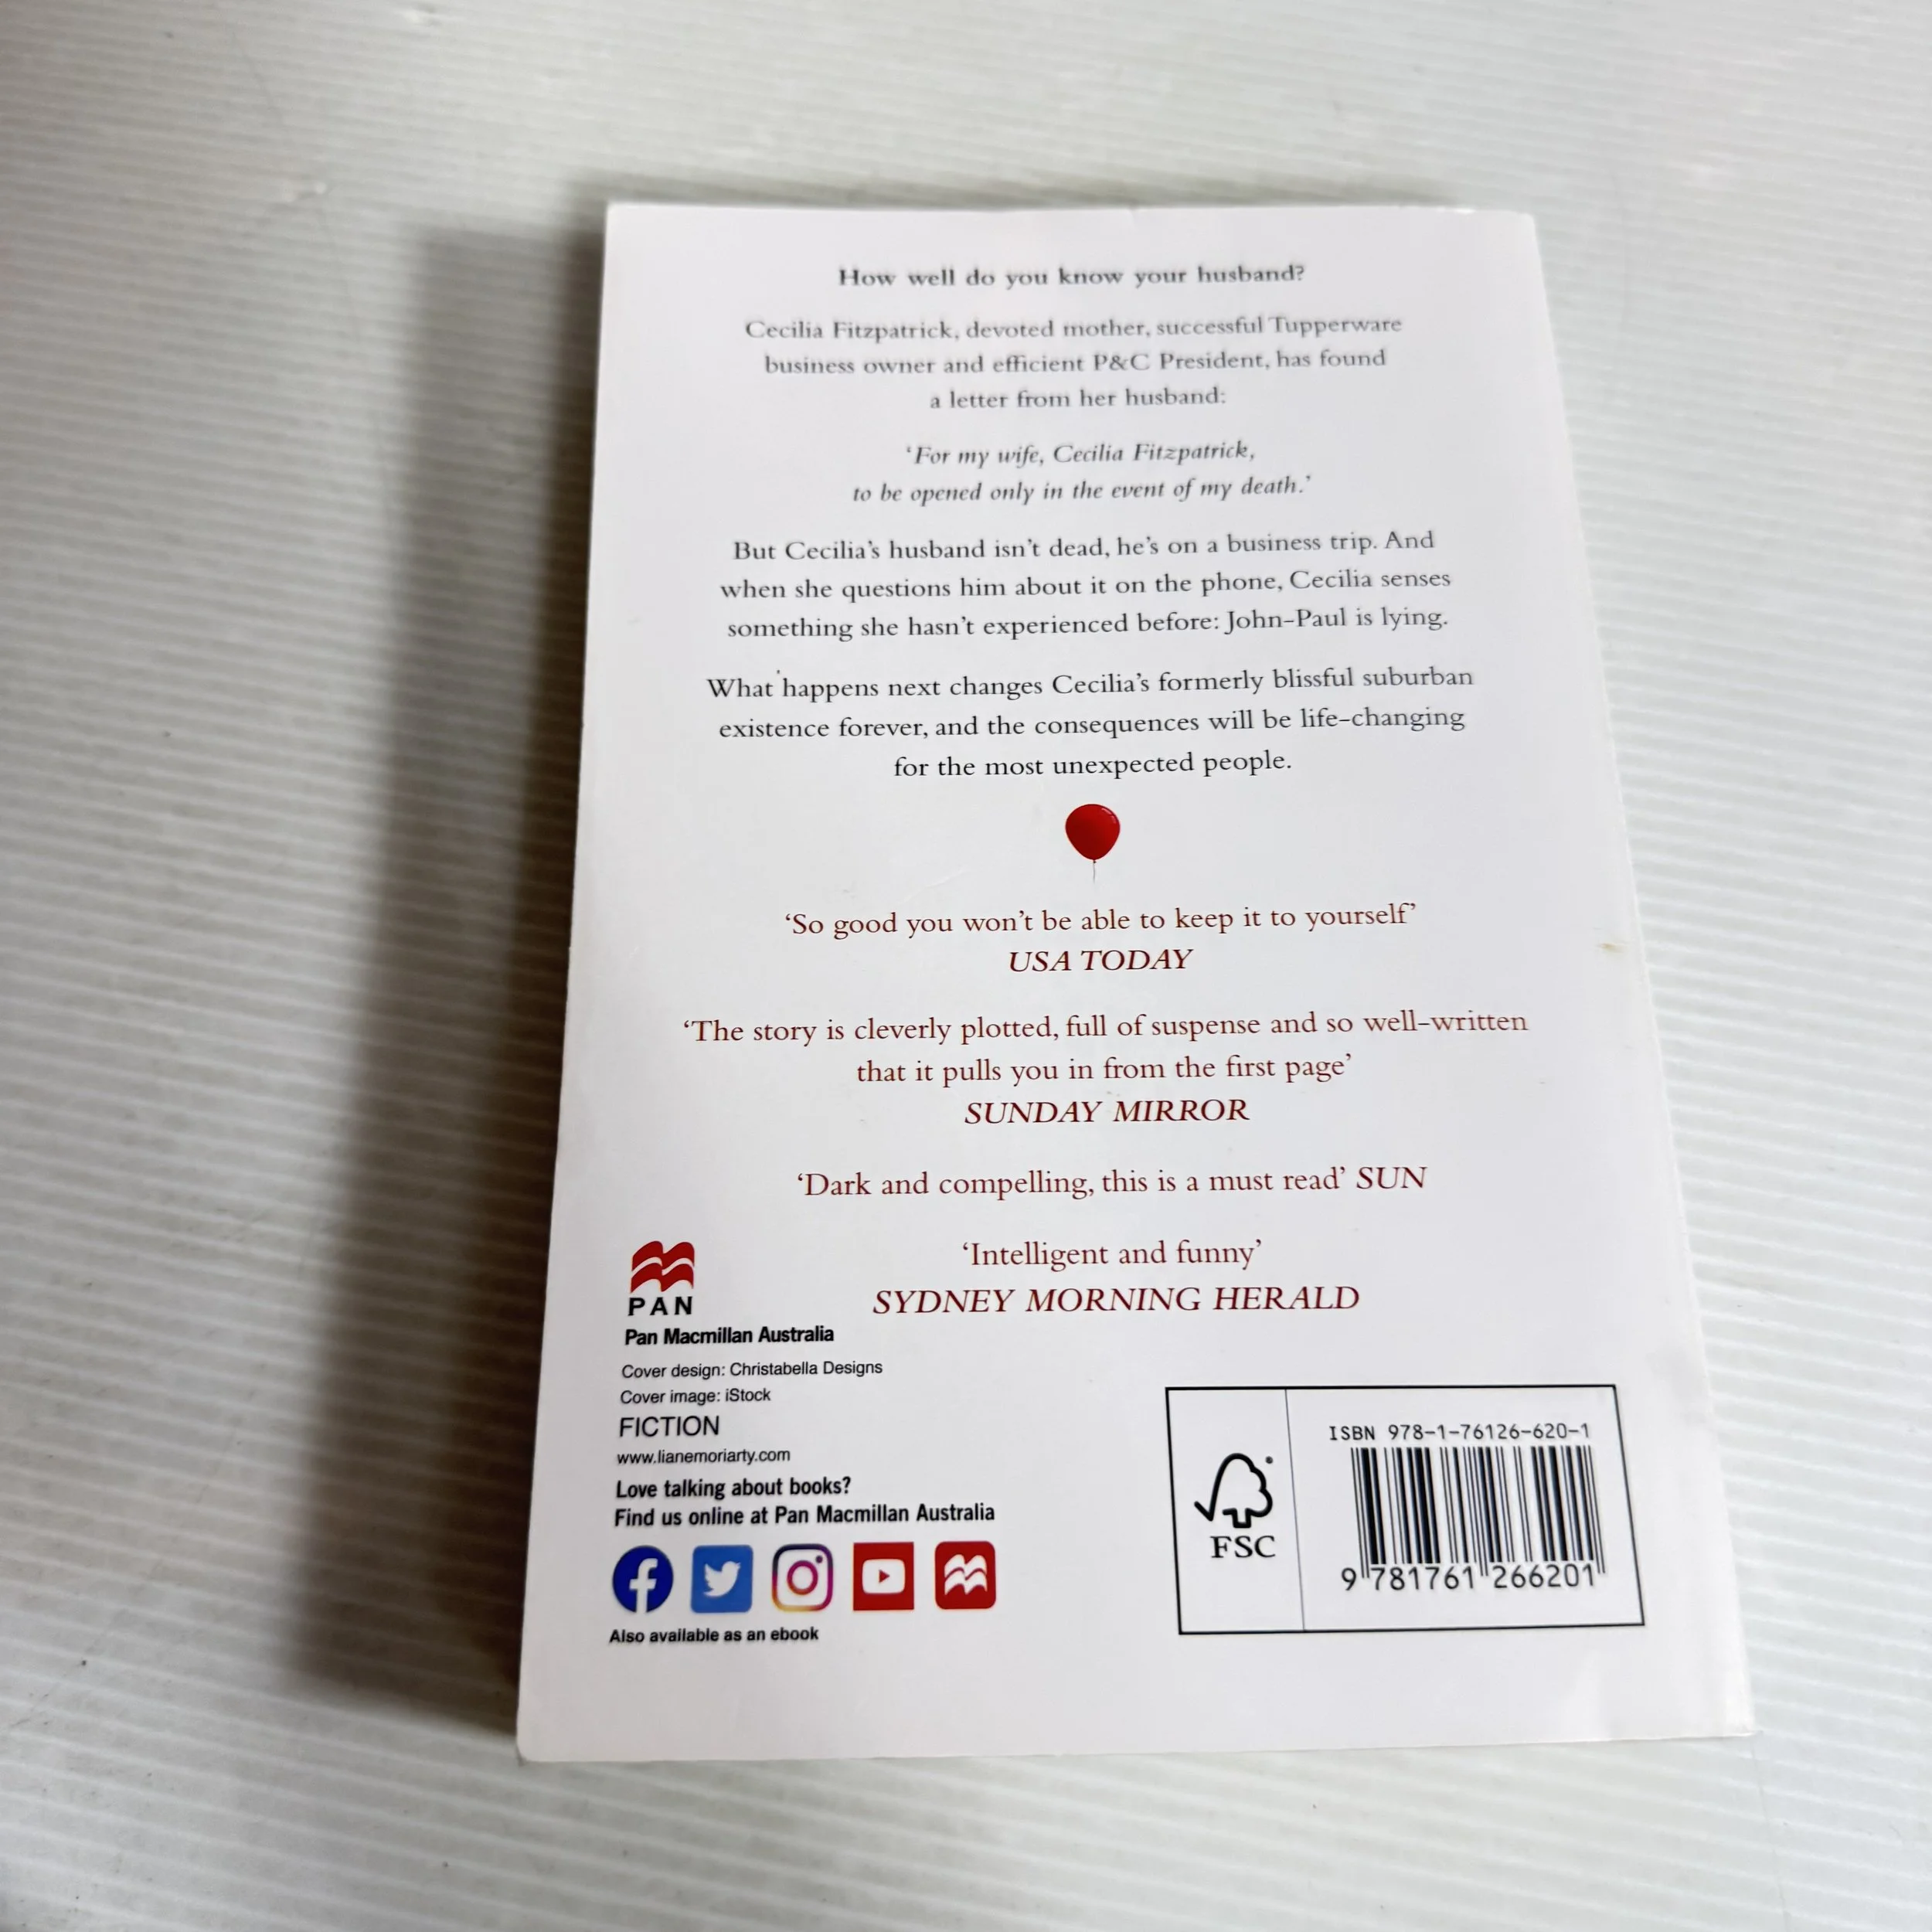 How well do you know your husband?
Cecilia Fitzpatrick, devoted mother, successful Tupperware
business owner and efficient P&C President, has found
a letter from her husband:
‘For my wife, Cecilia Fitzpatrick,
to be opened only in the event of my death.’
But Cecilia’s husband isn’t dead, he’s on a business trip. And
when she questions him about it on the phone, Cecilia senses
something she hasn’t experienced before: John-Paul is lying.
What happens next changes Cecilia’s formerly blissful suburban
existence forever, and the consequences will be life-changing
for the most unexpected people.
‘So good you won’t be able to keep it to yourself’
USA TODAY
‘The story is cleverly plotted, full of suspense and so well-written
that it pulls you in from the first page’
SUNDAY MIRROR
‘Dark and compelling, this is a must read’ SUN
‘Intelligent and funny’
SYDNEY MORNING HERALD
PAN
Pan Macmillan Australia
Cover design: Christabella Designs
Cover image: iStock
FICTION
www.lianemoriarty.com
Love talking about books?
Find us online at Pan Macmillan Australia
Also available as an ebook
FSC
ISBN 978-1-76126-620-1
9 781761 266201